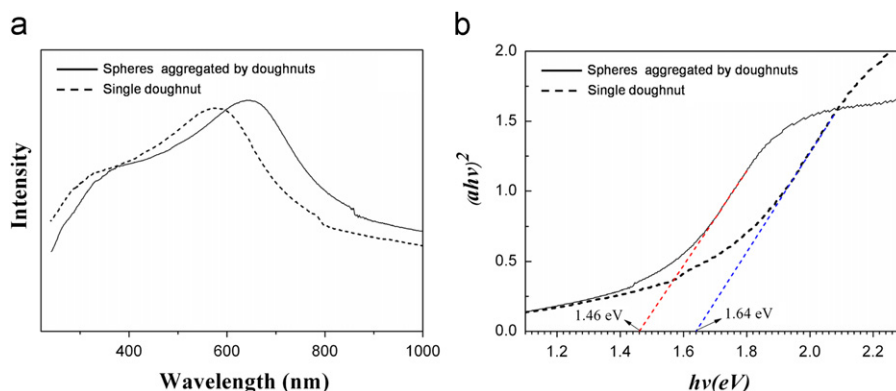 a
Spheres aggregated by doughnuts
Single doughnut
Intensity
400
600
800
1000
Wavelength (nm)
b
2.0
1.5
1.0
0.5
0.0
(ahν)²
Spheres aggregated by doughnuts
Single doughnut
1.46 eV
1.64 eV
1.2
1.4
1.6
1.8
2.0
2.2
hν(eV)